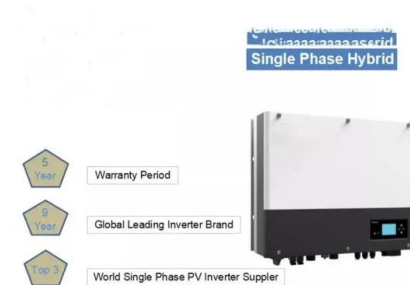 Single Phase Hybrid
5
Year
Warranty Period
9
Year
Global Leading Inverter Brand
Top 3
World Single Phase PV Inverter Suppler